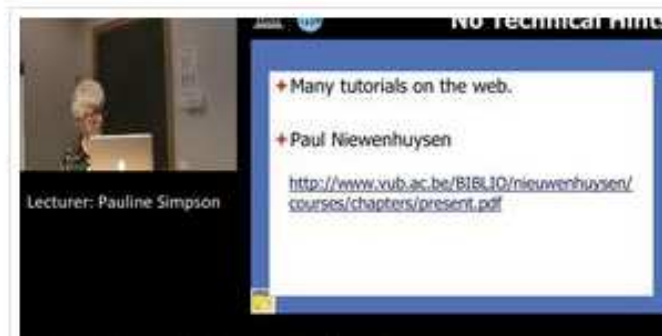 No Technical Hints
+Many tutorials on the web.
+Paul Niewenhuysen
http://www.vub.ac.be/BIBLIO/nieuwenhuysen/
courses/chapters/present.pdf
Lecturer: Pauline Simpson